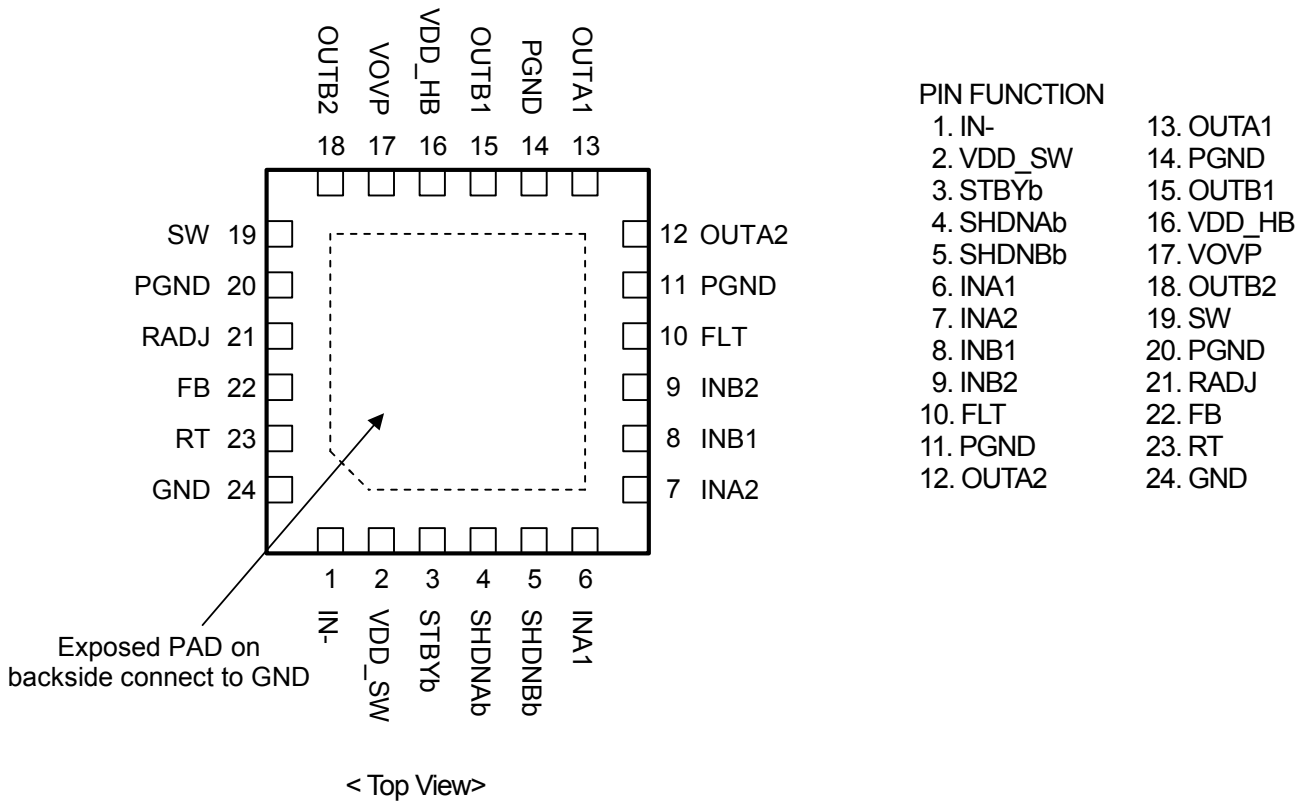 OUTB2
VOVP
VDD_HB
OUTB1
PGND
OUTA1
18 17 16 15 14 13
SW 19
PGND 20
RADJ 21
FB 22
RT 23
GND 24
12 OUTA2
11 PGND
10 FLT
9 INB2
8 INB1
7 INA2
1 2 3 4 5 6
IN-
VDD_SW
STBYb
SHDNAb
SHDNBb
INA1
Exposed PAD on
backside connect to GND
< Top View>
PIN FUNCTION
1. IN-
2. VDD_SW
3. STBYb
4. SHDNAb
5. SHDNBb
6. INA1
7. INA2
8. INB1
9. INB2
10. FLT
11. PGND
12. OUTA2
13. OUTA1
14. PGND
15. OUTB1
16. VDD_HB
17. VOVP
18. OUTB2
19. SW
20. PGND
21. RADJ
22. FB
23. RT
24. GND